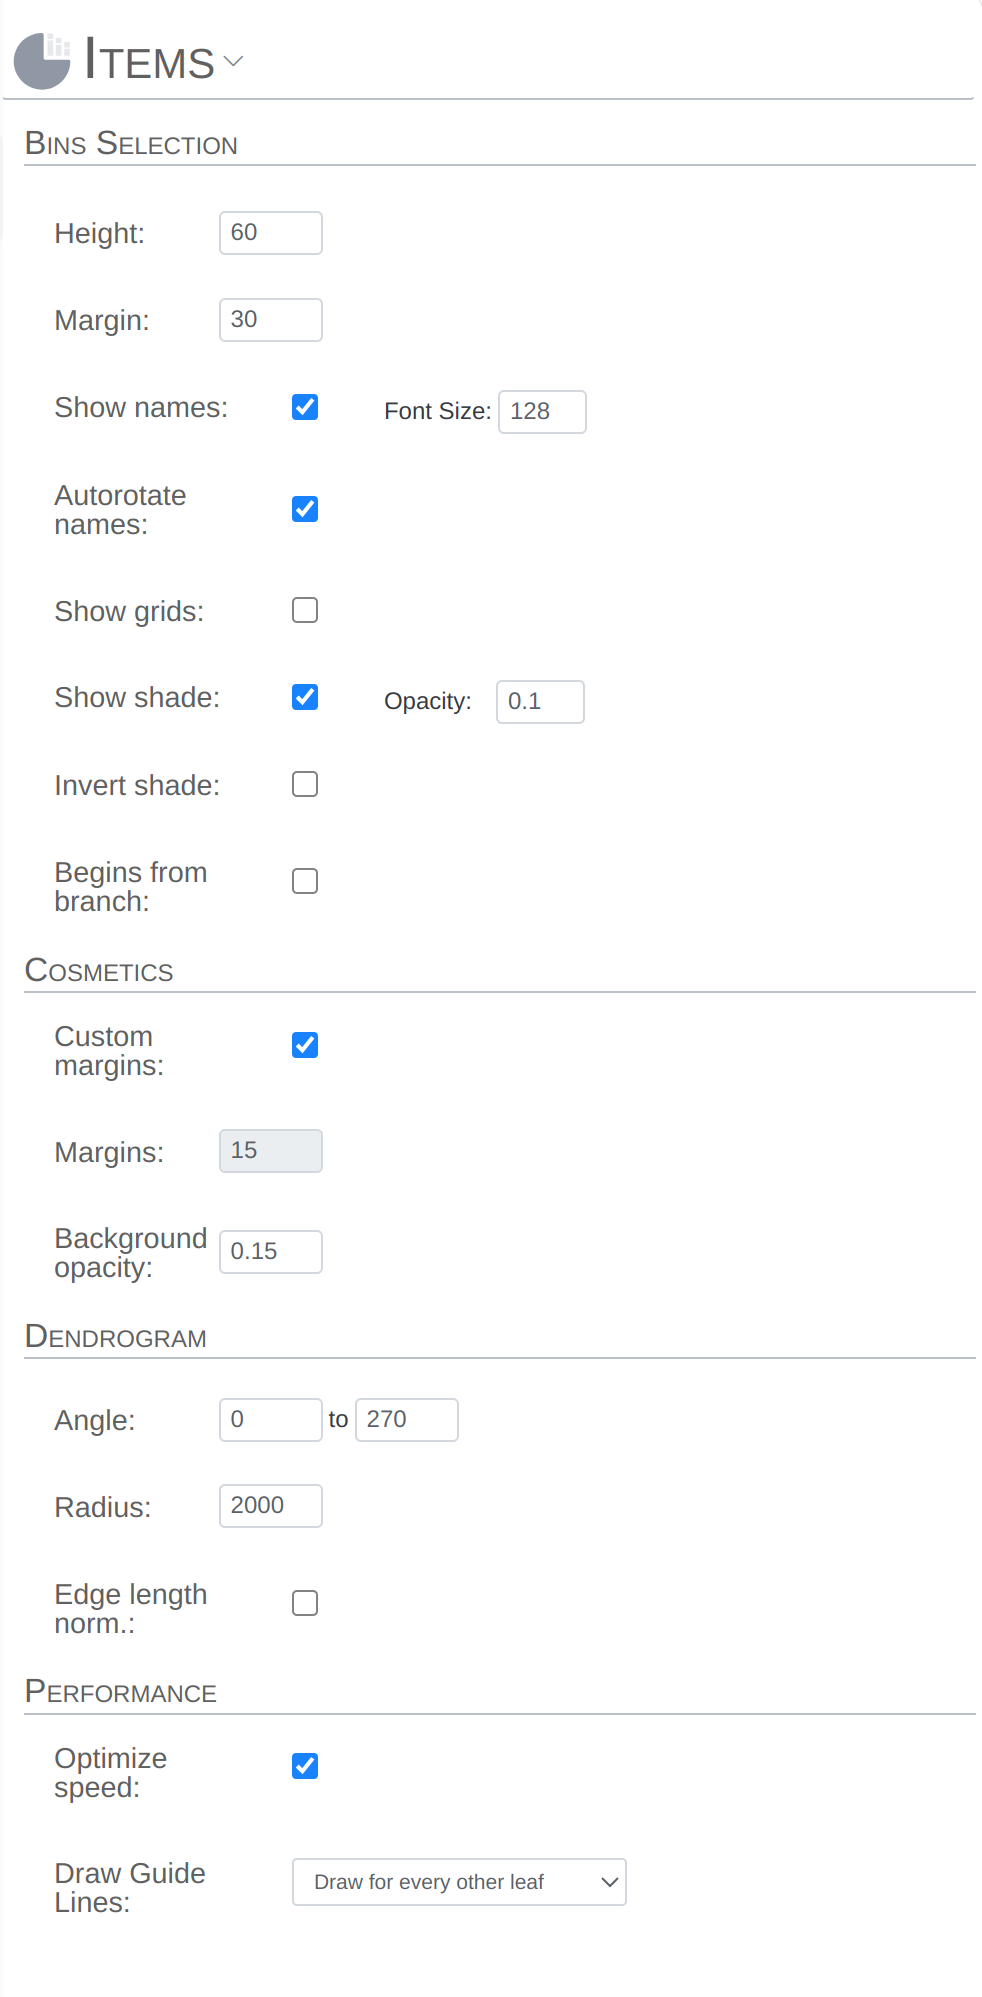 Items
Bins Selection
Height: 60
Margin: 30
Show names: Font Size: 128
Autorotate
names:
Show grids:
Show shade: Opacity: 0.1
Invert shade:
Begins from
branch:
Cosmetics
Custom
margins:
Margins: 15
Background
opacity: 0.15
Dendrogram
Angle: 0 to 270
Radius: 2000
Edge length
norm.:
Performance
Optimize
speed:
Draw Guide
Lines: Draw for every other leaf